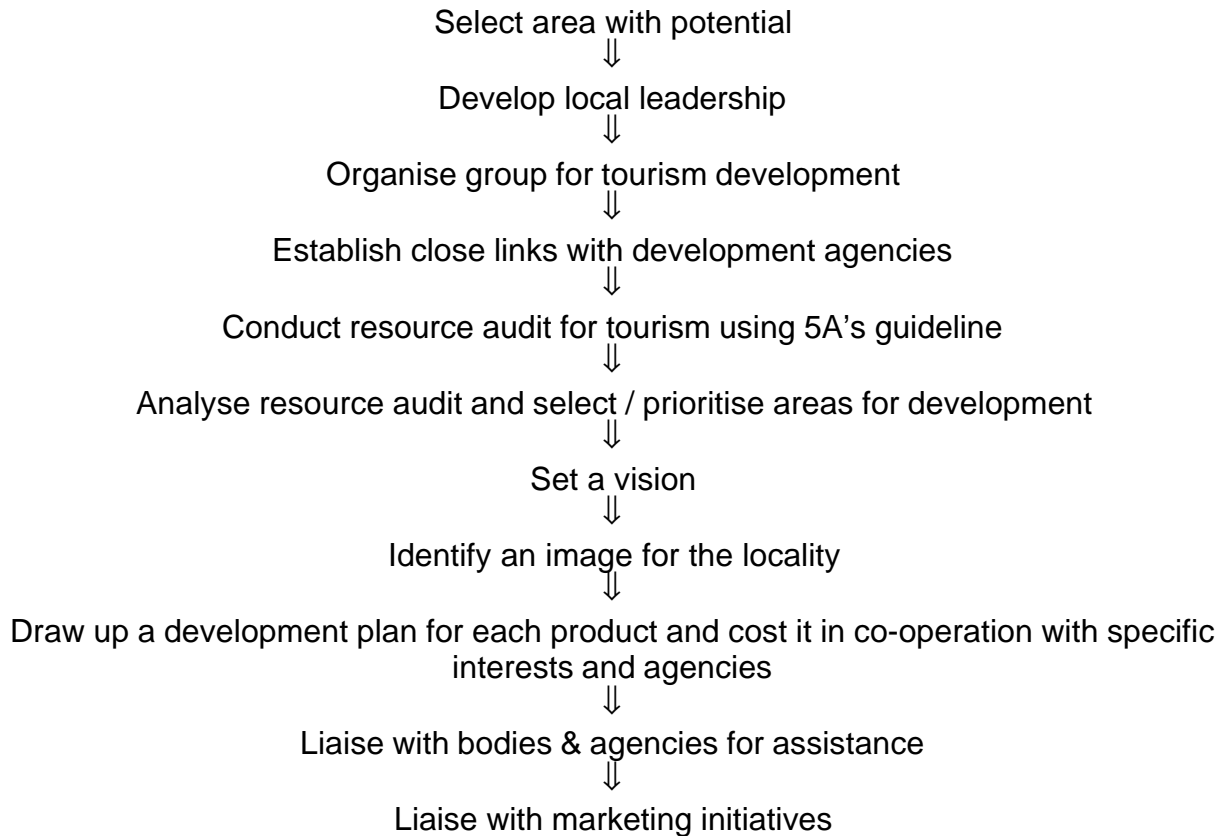 Select area with potential
⇓
Develop local leadership
⇓
Organise group for tourism development
⇓
Establish close links with development agencies
⇓
Conduct resource audit for tourism using 5A’s guideline
⇓
Analyse resource audit and select / prioritise areas for development
⇓
Set a vision
⇓
Identify an image for the locality
⇓
Draw up a development plan for each product and cost it in co-operation with specific
interests and agencies
⇓
Liaise with bodies & agencies for assistance
⇓
Liaise with marketing initiatives